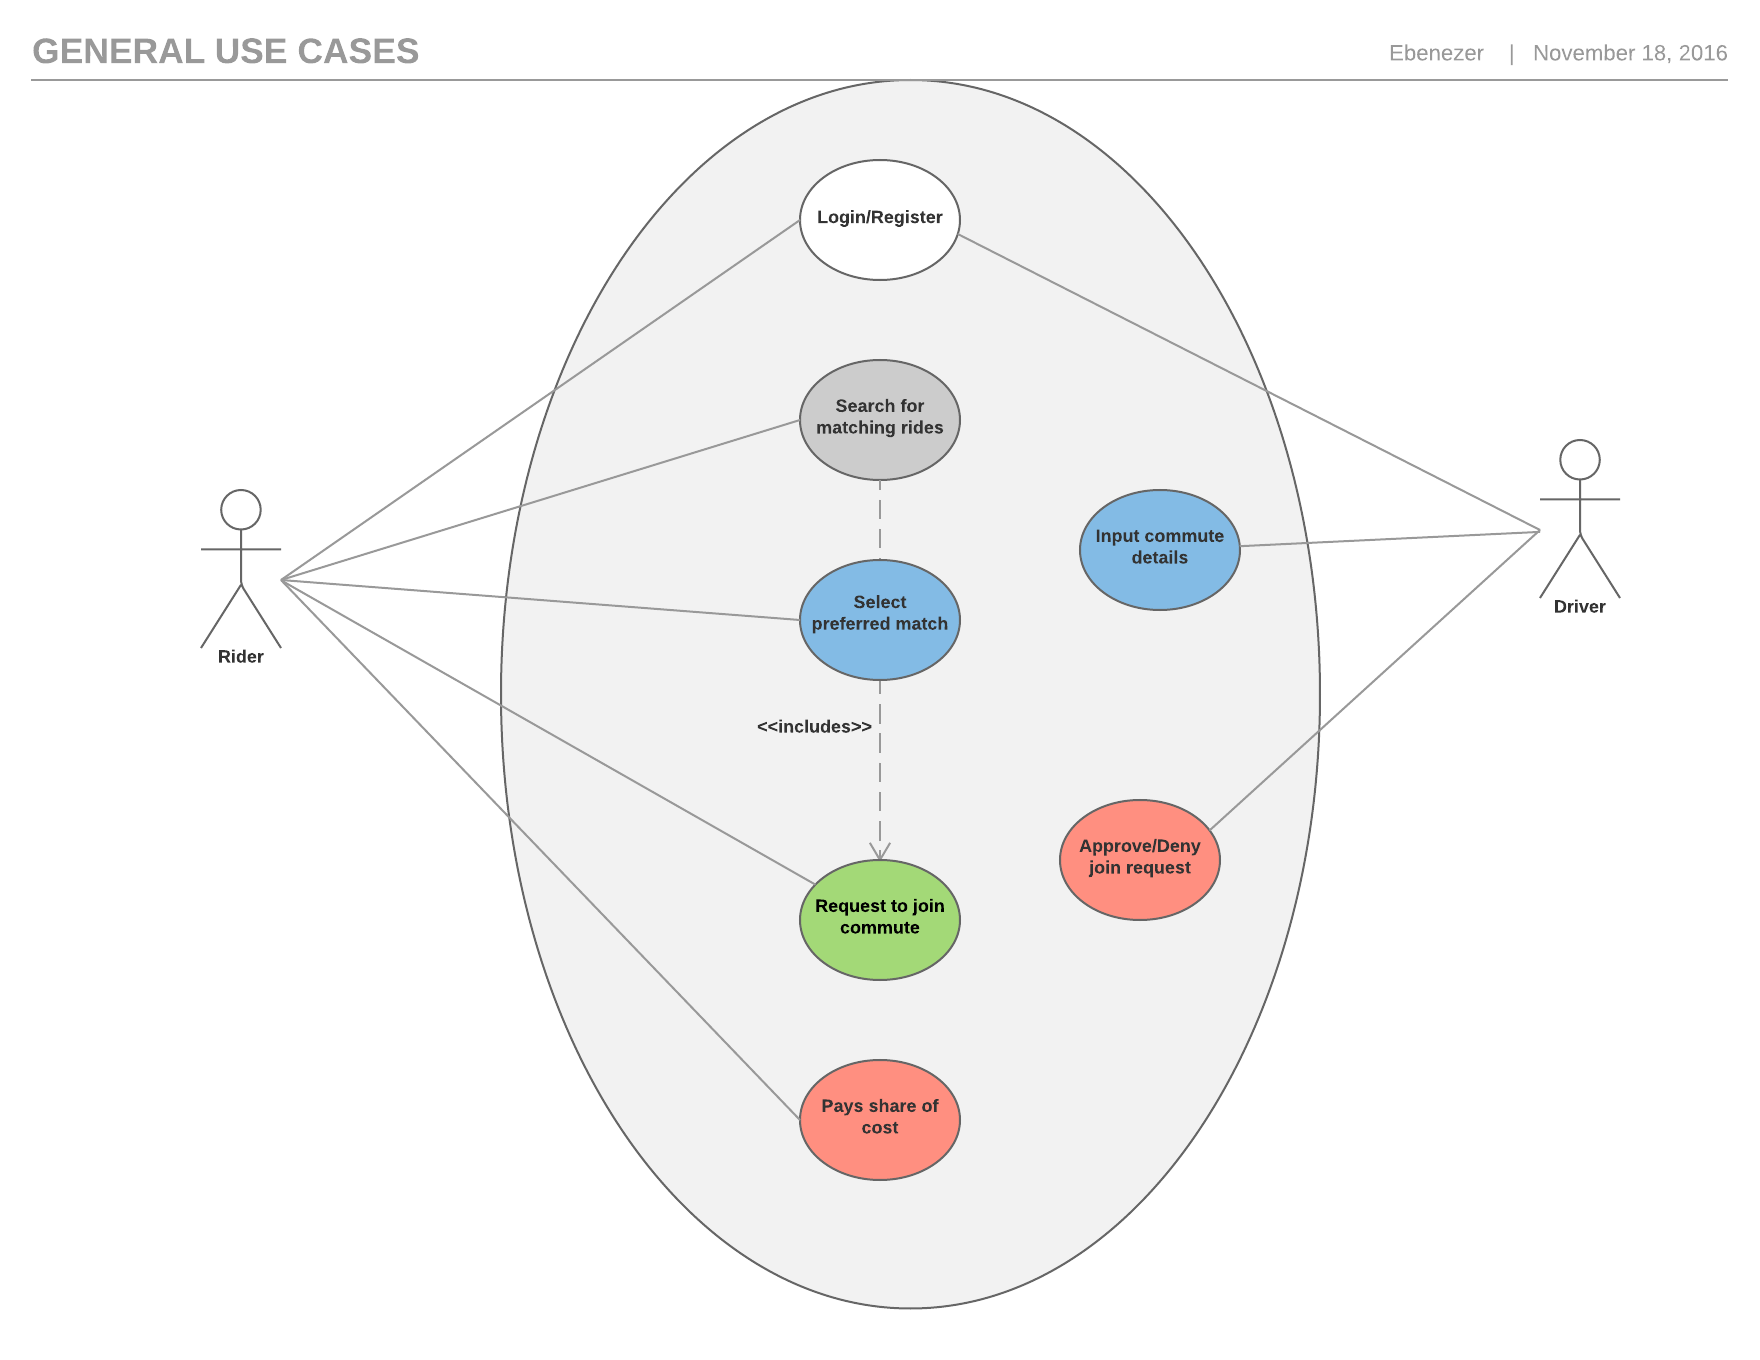 GENERAL USE CASES
Ebenezer | November 18, 2016
Login/Register
Search for
matching rides
Input commute
details
Select
preferred match
Driver
Rider
<<includes>>
Approve/Deny
join request
Request to join
commute
Pays share of
cost